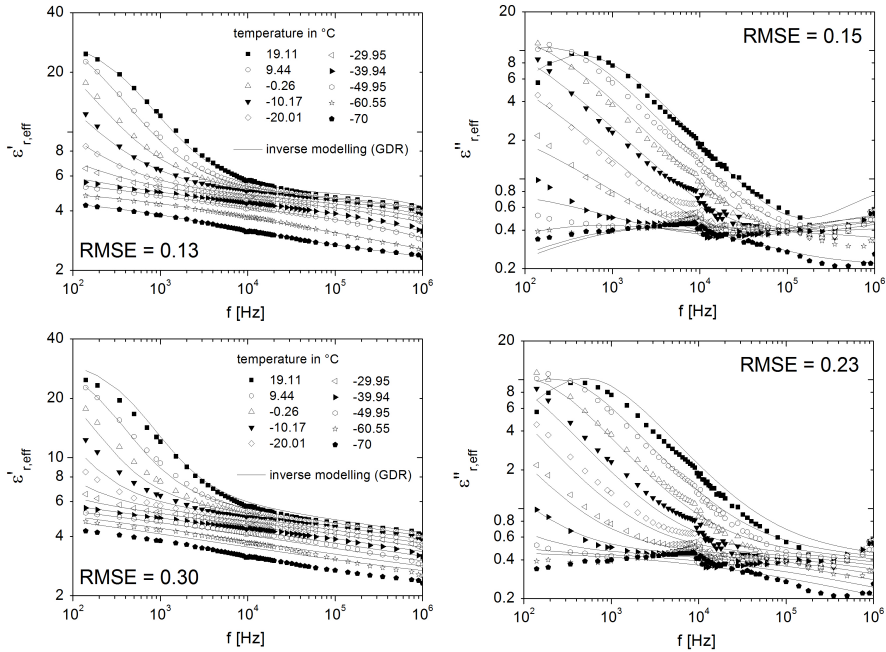 40
20
10
8
6
4
2
ε'r,eff
temperature in °C
19.11
9.44
-0.26
-10.17
-20.01
-29.95
-39.94
-49.95
-60.55
-70
inverse modelling (GDR)
RMSE = 0.13
10² 10³ 10⁴ 10⁵ 10⁶
f [Hz]
20
10
8
6
4
2
0.8
0.6
0.4
0.2
ε''r,eff
RMSE = 0.15
10² 10³ 10⁴ 10⁵ 10⁶
f [Hz]
40
20
10
8
6
4
2
ε'r,eff
temperature in °C
19.11
9.44
-0.26
-10.17
-20.01
-29.95
-39.94
-49.95
-60.55
-70
inverse modelling (GDR)
RMSE = 0.30
10² 10³ 10⁴ 10⁵ 10⁶
f [Hz]
20
10
8
6
4
2
0.8
0.6
0.4
0.2
ε''r,eff
RMSE = 0.23
10² 10³ 10⁴ 10⁵ 10⁶
f [Hz]